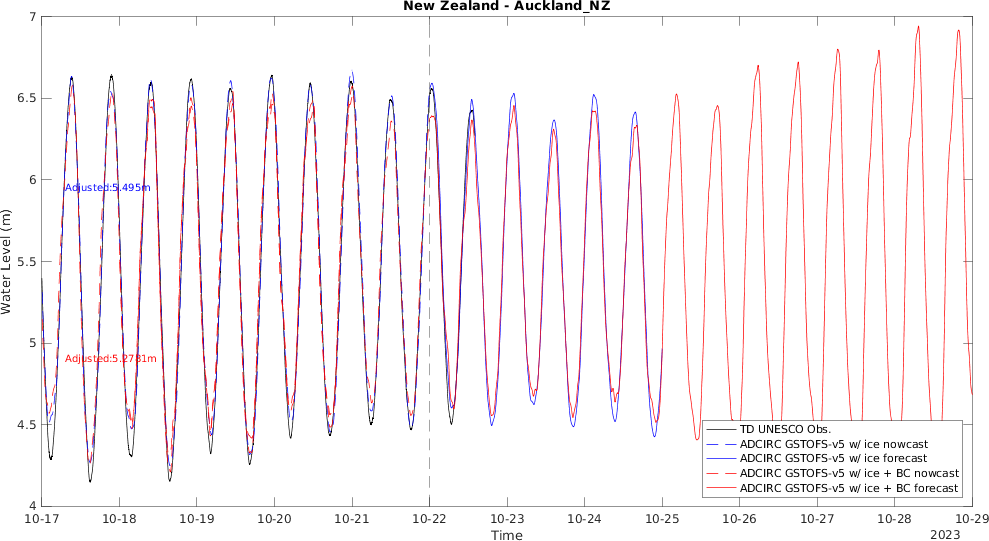 New Zealand - Auckland_NZ
7
6.5
6
5.5
5
4.5
4
Water Level (m)
Adjusted:5.495m
Adjusted:5.2781m
TD UNESCO Obs.
ADCIRC GSTOFS-v5 w/ ice nowcast
ADCIRC GSTOFS-v5 w/ ice forecast
ADCIRC GSTOFS-v5 w/ ice + BC nowcast
ADCIRC GSTOFS-v5 w/ ice + BC forecast
10-17 10-18 10-19 10-20 10-21 10-22 10-23 10-24 10-25 10-26 10-27 10-28 10-29
Time
2023